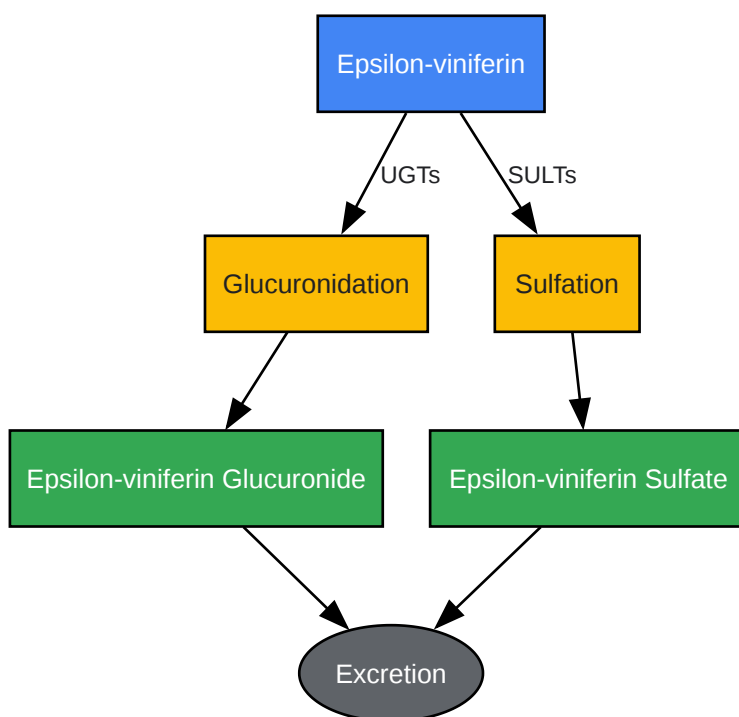 Epsilon-viniferin
UGTs
SULTs
Glucuronidation
Sulfation
Epsilon-viniferin Glucuronide
Epsilon-viniferin Sulfate
Excretion